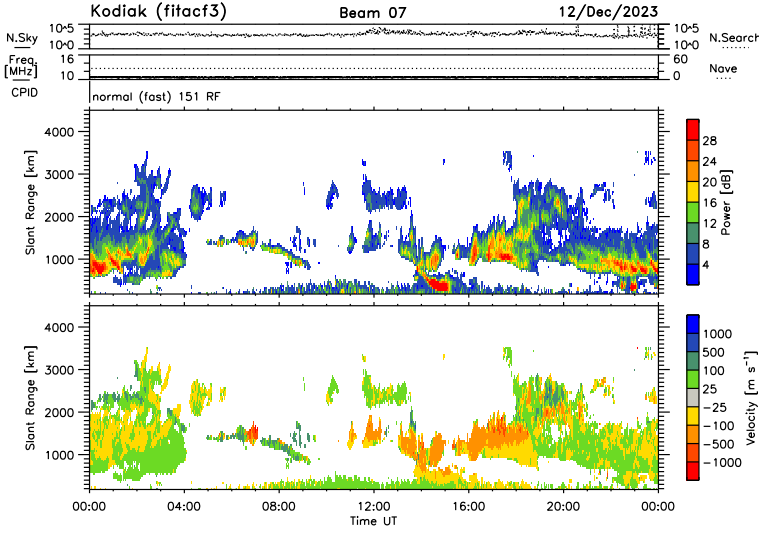 Kodiak (fitacf3) Beam 07 12/Dec/2023
N.Sky 10^5 10^0 10^5 10^0 N.Search
Freq. [MHz] 16 10 60 0 Nave
CPID normal (fast) 151 RF
Slant Range [km] 4000 3000 2000 1000
Power [dB] 28 24 20 16 12 8 4
Slant Range [km] 4000 3000 2000 1000
Velocity [m s⁻¹] 1000 500 100 25 −25 −100 −500 −1000
00:00 04:00 08:00 12:00 16:00 20:00 00:00
Time UT